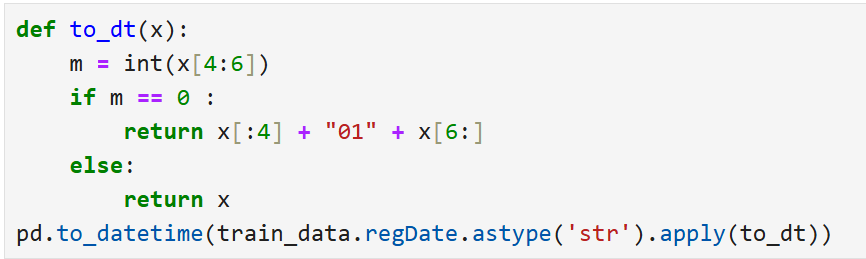 def to_dt(x):
    m = int(x[4:6])
    if m == 0 :
        return x[:4] + "01" + x[6:]
    else:
        return x
pd.to_datetime(train_data.regDate.astype('str').apply(to_dt))